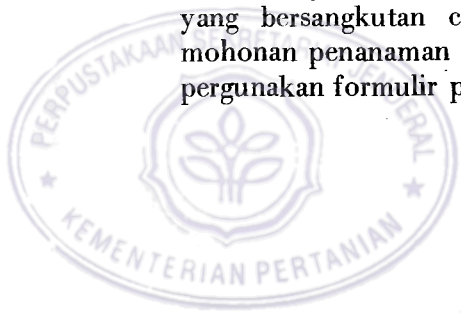 yang bersangkutan c
mohonan penanaman
pergunakan formulir p
PERPUSTAKAAN SEKRETARIAT JENDERAL
KEMENTERIAN PERTANIAN